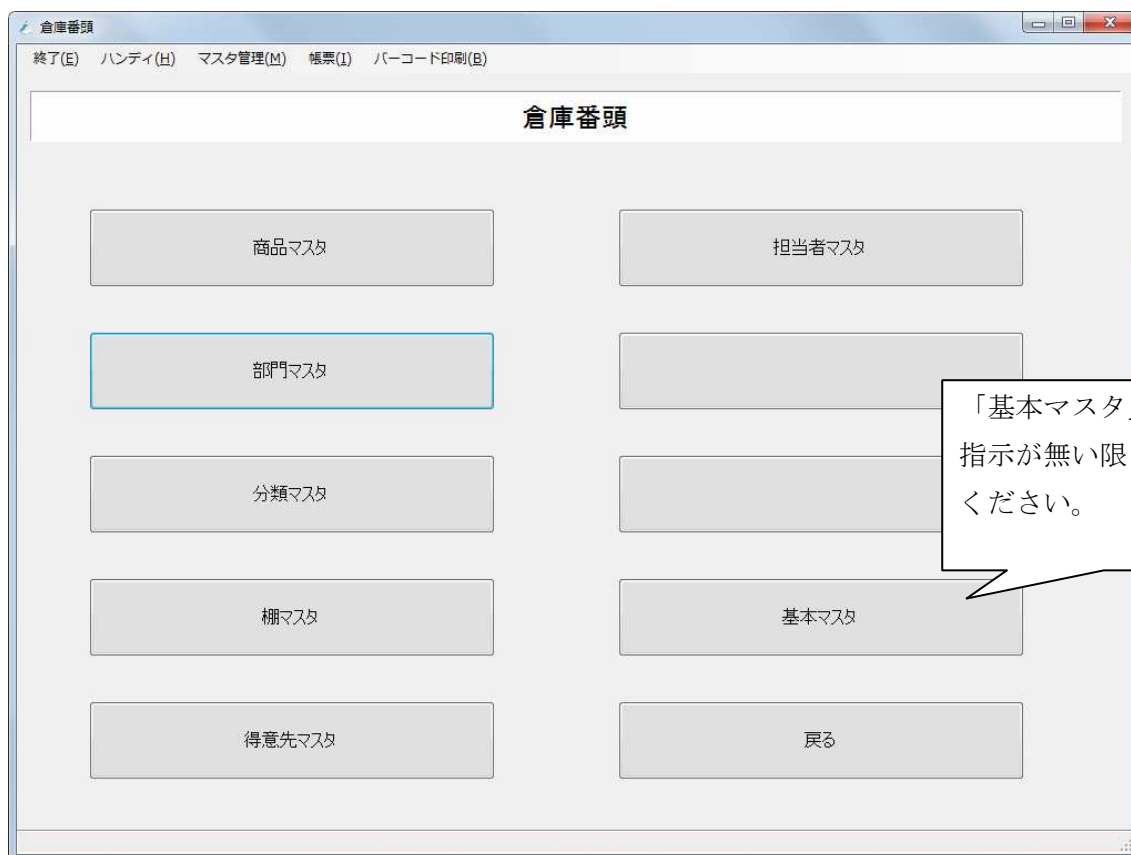 倉庫番頭
終了(E) ハンディ(H) マスタ管理(M) 帳票(I) バーコード印刷(B)
倉庫番頭
商品マスタ
担当者マスタ
部門マスタ
分類マスタ
「基本マスタ」
指示が無い限
ください。
棚マスタ
基本マスタ
得意先マスタ
戻る